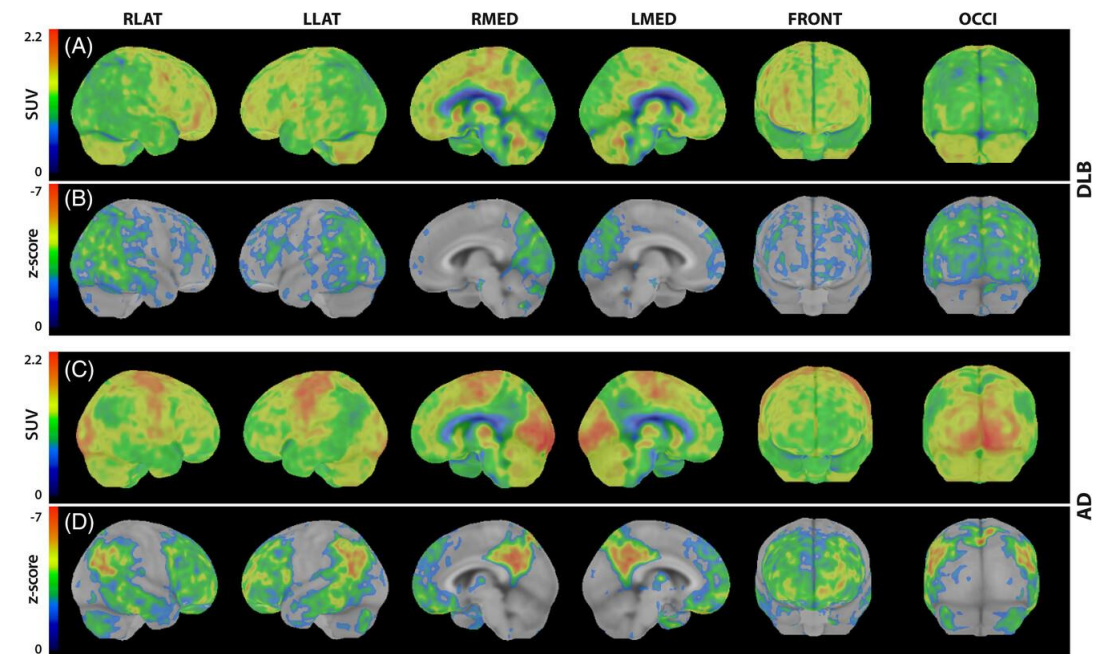 RLAT LLAT RMED LMED FRONT OCCI
2.2
(A)
SUV
0
-7
(B)
z-score
0
DLB
2.2
(C)
SUV
0
-7
(D)
z-score
0
AD